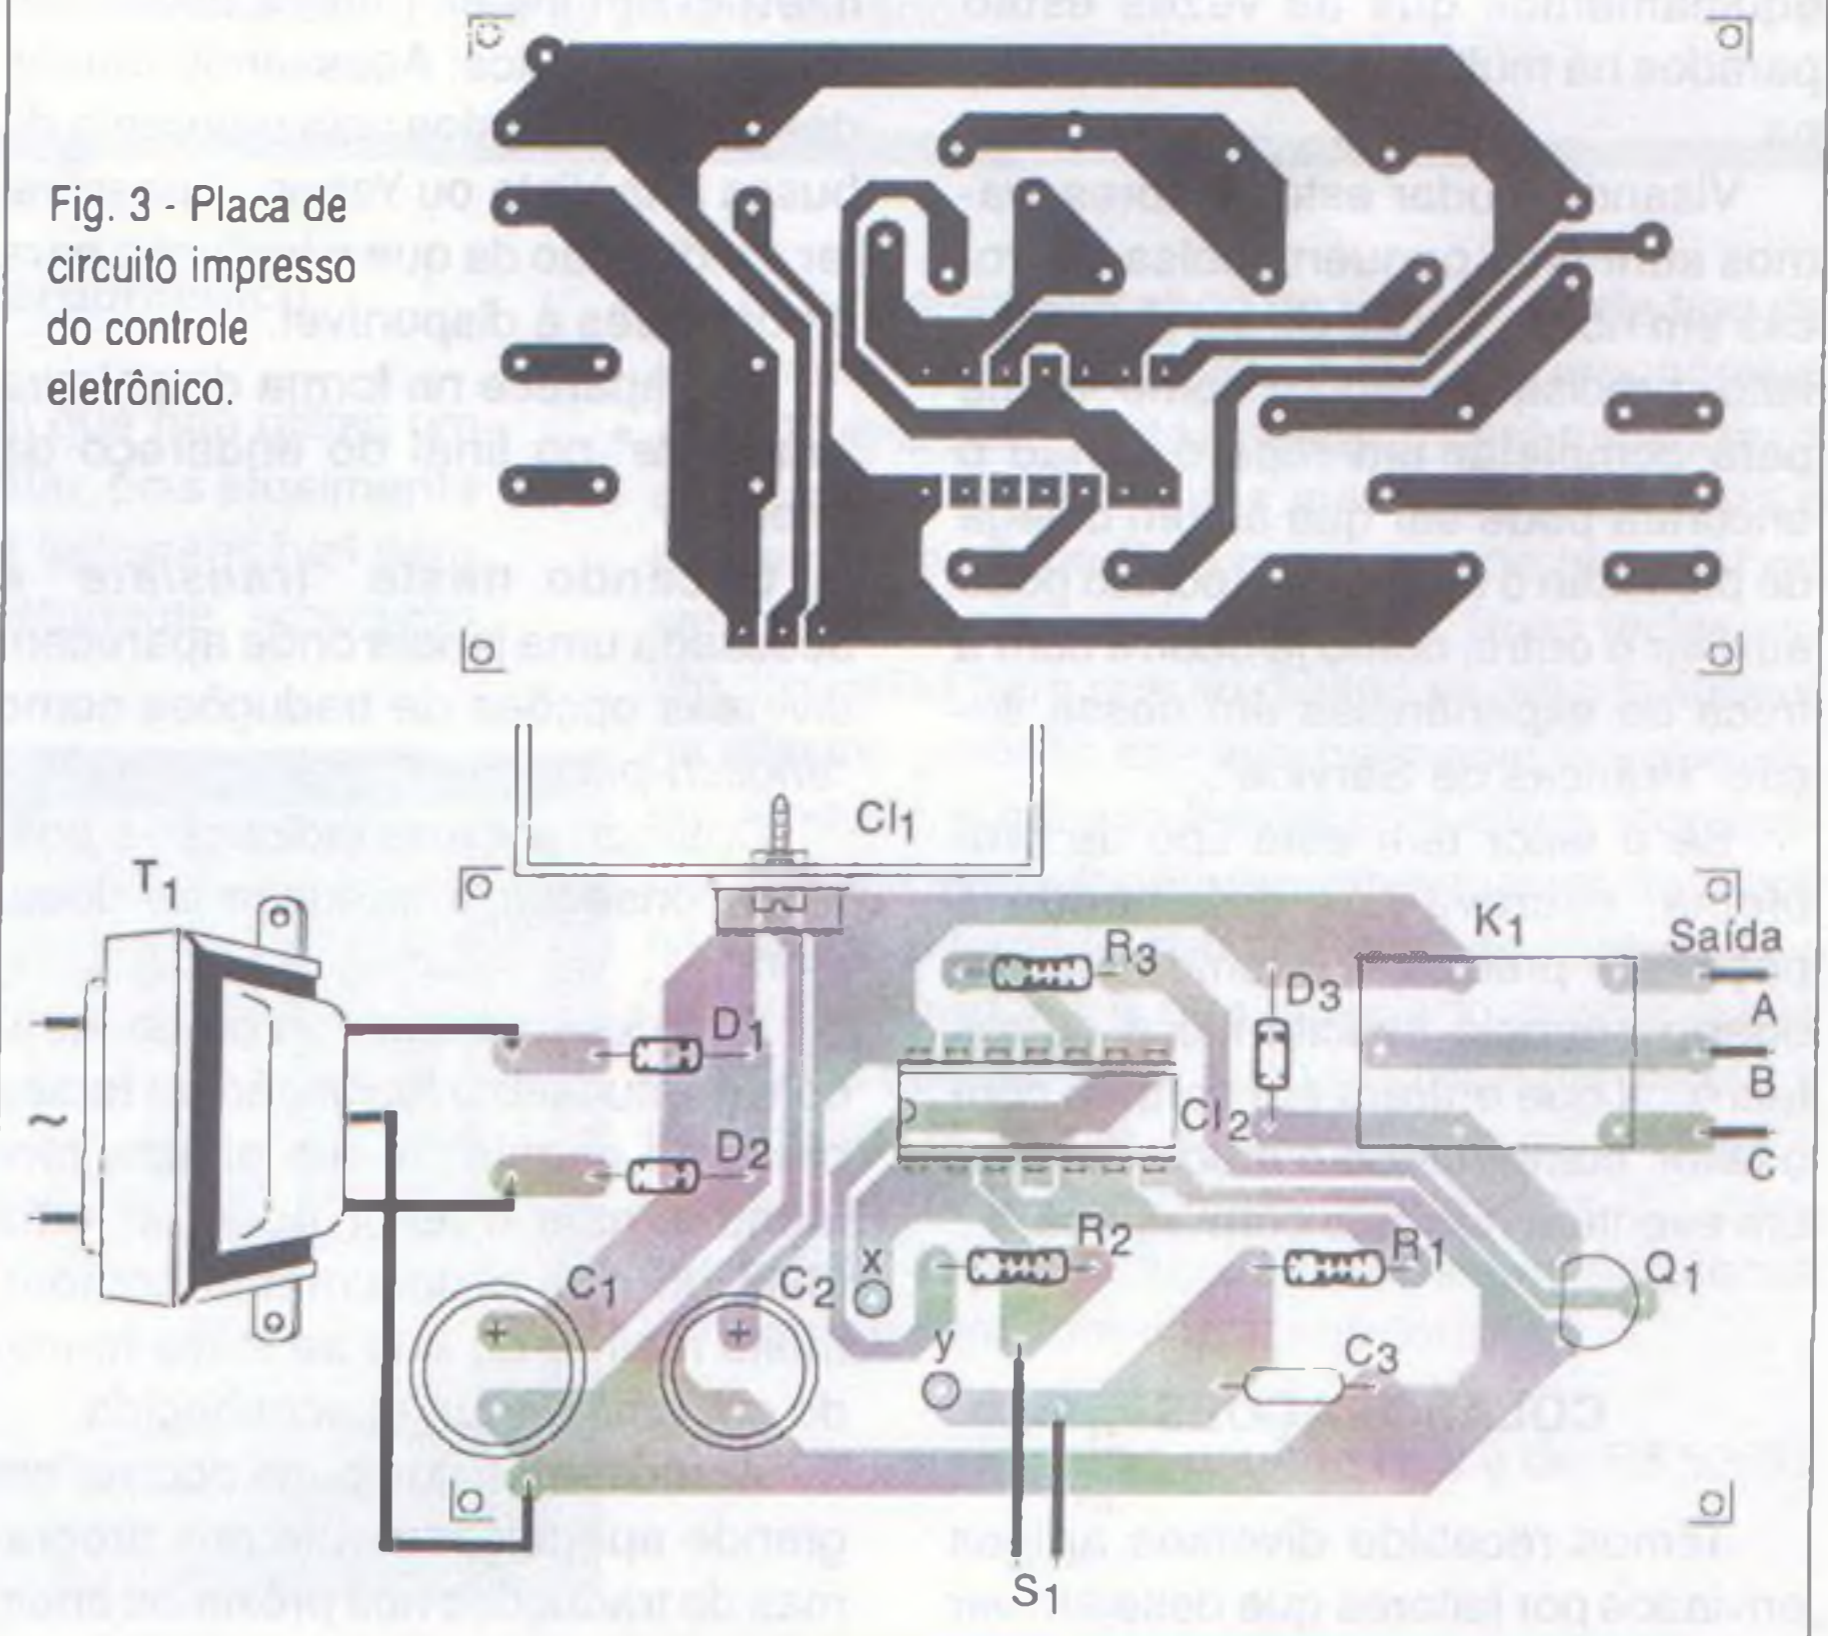 Fig. 3 - Placa de
circuito impresso
do controle
eletrônico.
CI1
T1
K1
Saída
R3
D3
A
D1
B
CI2
D2
C
~
R2
R1
x
C1
C2
Q1
+
+
y
C3
S1